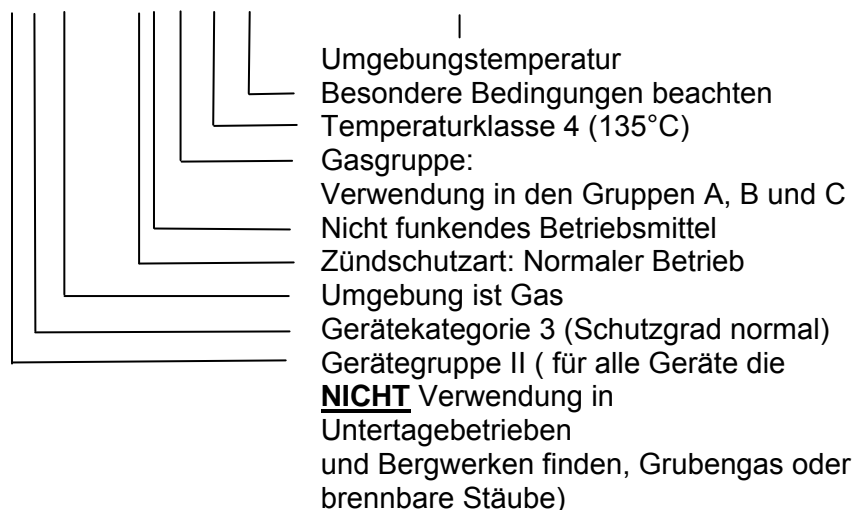 Umgebungstemperatur
Besondere Bedingungen beachten
Temperaturklasse 4 (135°C)
Gasgruppe:
Verwendung in den Gruppen A, B und C
Nicht funkendes Betriebsmittel
Zündschutzart: Normaler Betrieb
Umgebung ist Gas
Gerätekategorie 3 (Schutzgrad normal)
Gerätegruppe II ( für alle Geräte die
NICHT Verwendung in
Untertagebetrieben
und Bergwerken finden, Grubengas oder
brennbare Stäube)